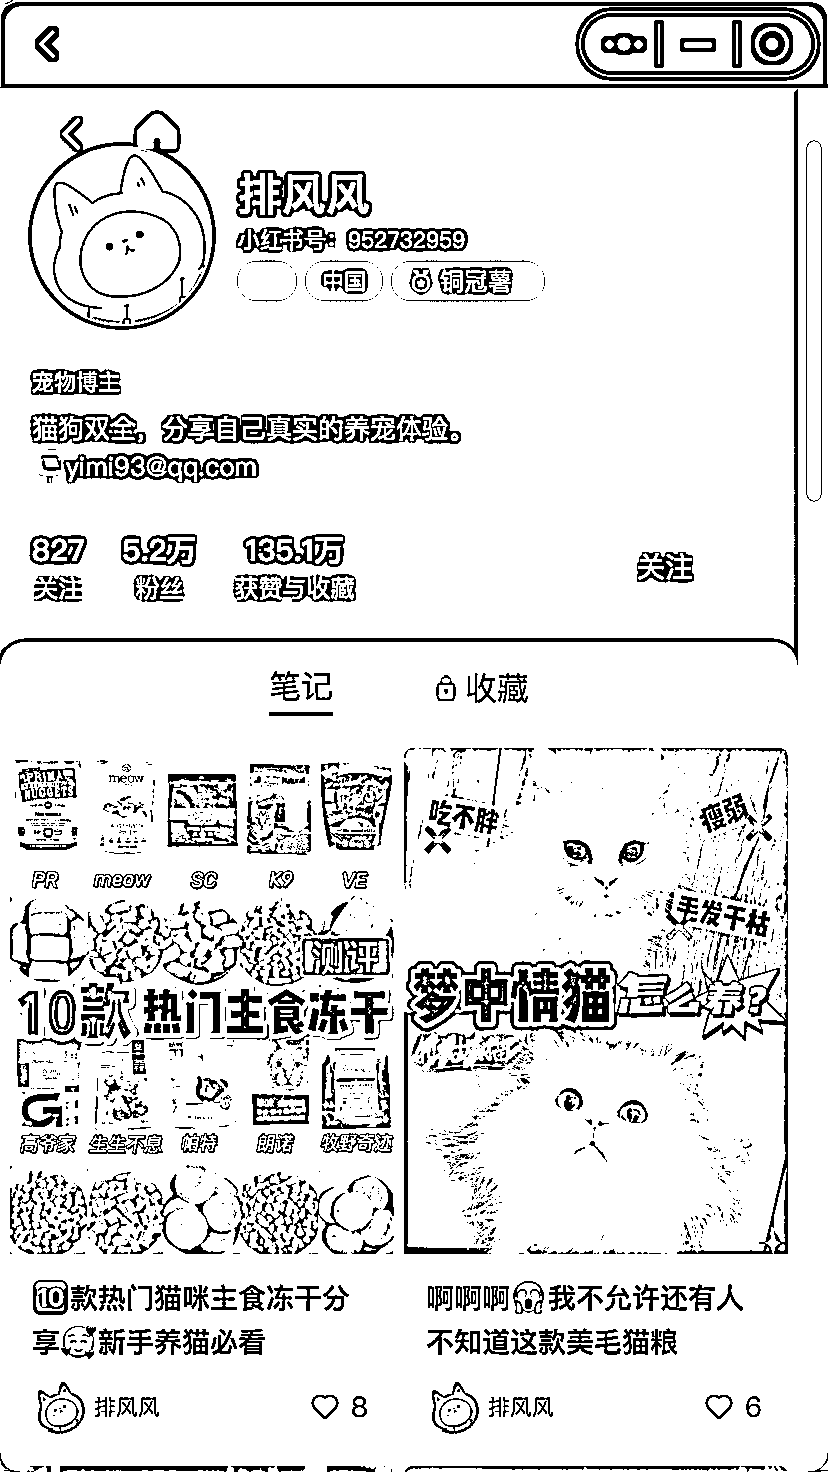 排风风
小红书号：952732959
中国
铜冠薯
宠物博主
猫狗双全，分享自己真实的养宠体验。
yimi93@qq.com
827 5.2万 135.1万
关注 粉丝 获赞与收藏
关注
笔记 收藏
PRIMAL
NUGGETS
meow
PR meow SC K9 VE
测评
10款热门主食冻干
高爷家 生生不息 帕特 朗诺 牧野奇迹
吃不胖
瘦弱
毛发干枯
梦中情猫怎么养？
10款热门猫咪主食冻干分
享🥰新手养猫必看
排风风 8
啊啊啊😱我不允许还有人
不知道这款美毛猫粮
排风风 6